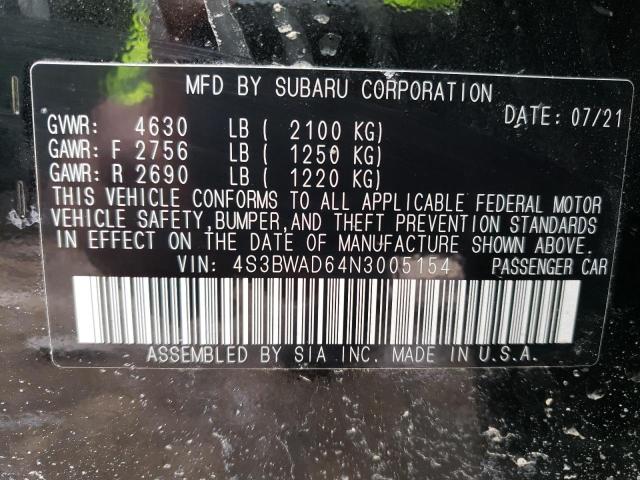 MFD BY SUBARU CORPORATION
DATE: 07/21
GVWR: 4630 LB ( 2100 KG)
GAWR: F 2756 LB ( 1250 KG)
GAWR: R 2690 LB ( 1220 KG)
THIS VEHICLE CONFORMS TO ALL APPLICABLE FEDERAL MOTOR
VEHICLE SAFETY,BUMPER,AND THEFT PREVENTION STANDARDS
IN EFFECT ON THE DATE OF MANUFACTURE SHOWN ABOVE.
VIN: 4S3BWAD64N3005154 PASSENGER CAR
ASSEMBLED BY SIA INC. MADE IN U.S.A.